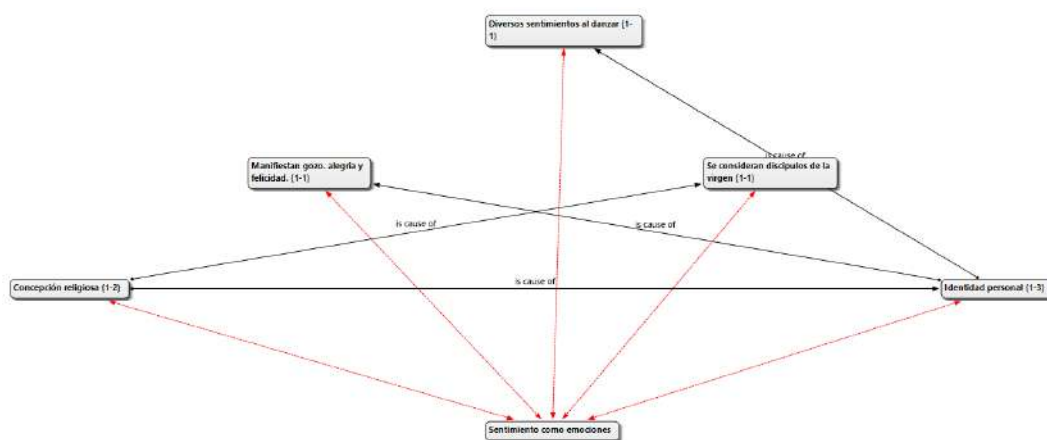 Diversos sentimientos al danzar (1-
1)
is cause of
Manifiestan gozo. alegria y
felicidad. (1-1)
Se consideran discipulos de la
virgen (1-1)
is cause of
is cause of
Concepción religiosa (1-2)
is cause of
Identidad personal (1-3)
Sentimiento como emociones